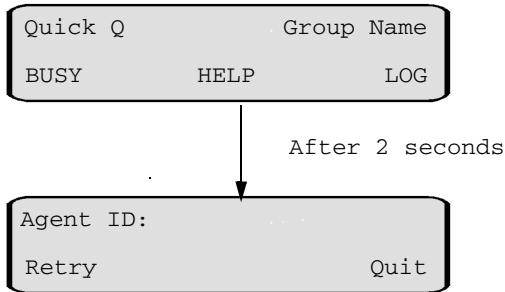 Quick Q Group Name
BUSY HELP LOG
After 2 seconds
Agent ID:
Retry Quit